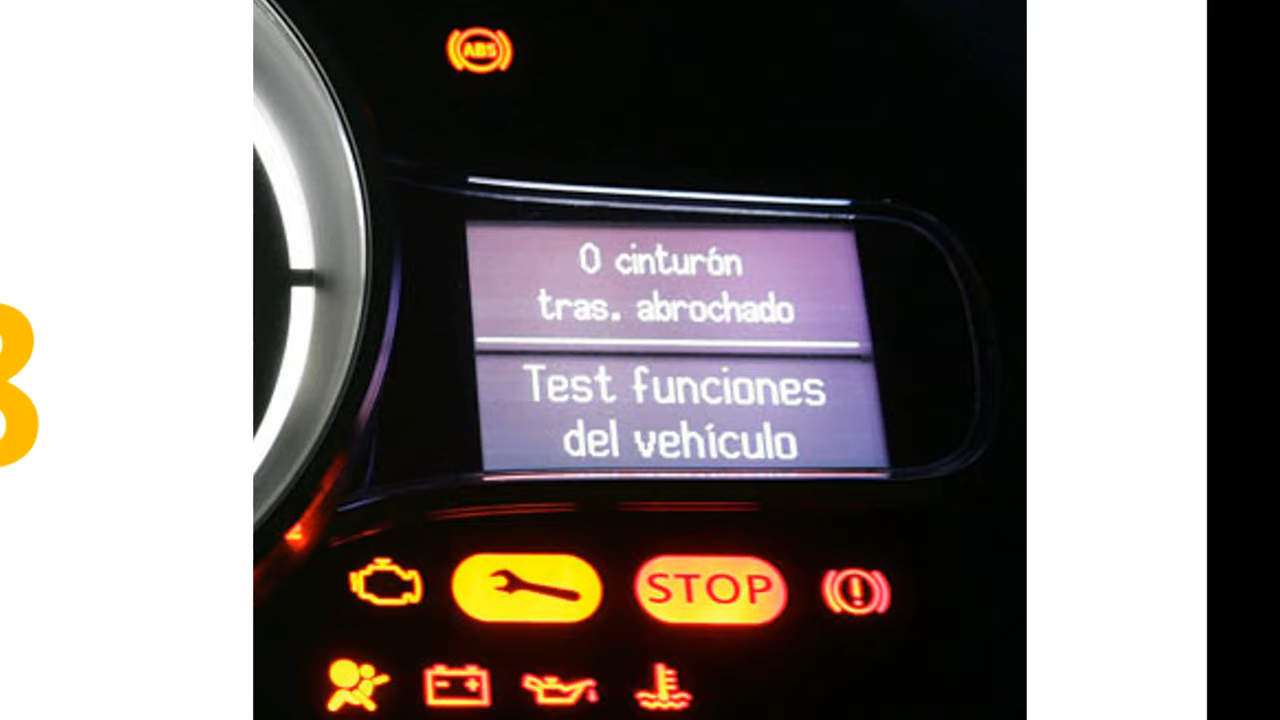 ABS
0 cinturón
tras. abrochado
Test funciones
del vehículo
STOP